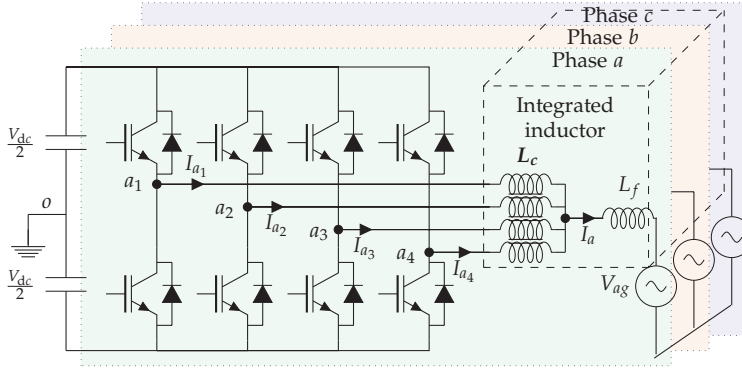 Phase c
Phase b
Phase a
Integrated
inductor
L_c
V_dc/2
I_a1
a_1
L_f
o
a_2
I_a2
a_3
I_a3
I_a
a_4
I_a4
V_dc/2
V_ag